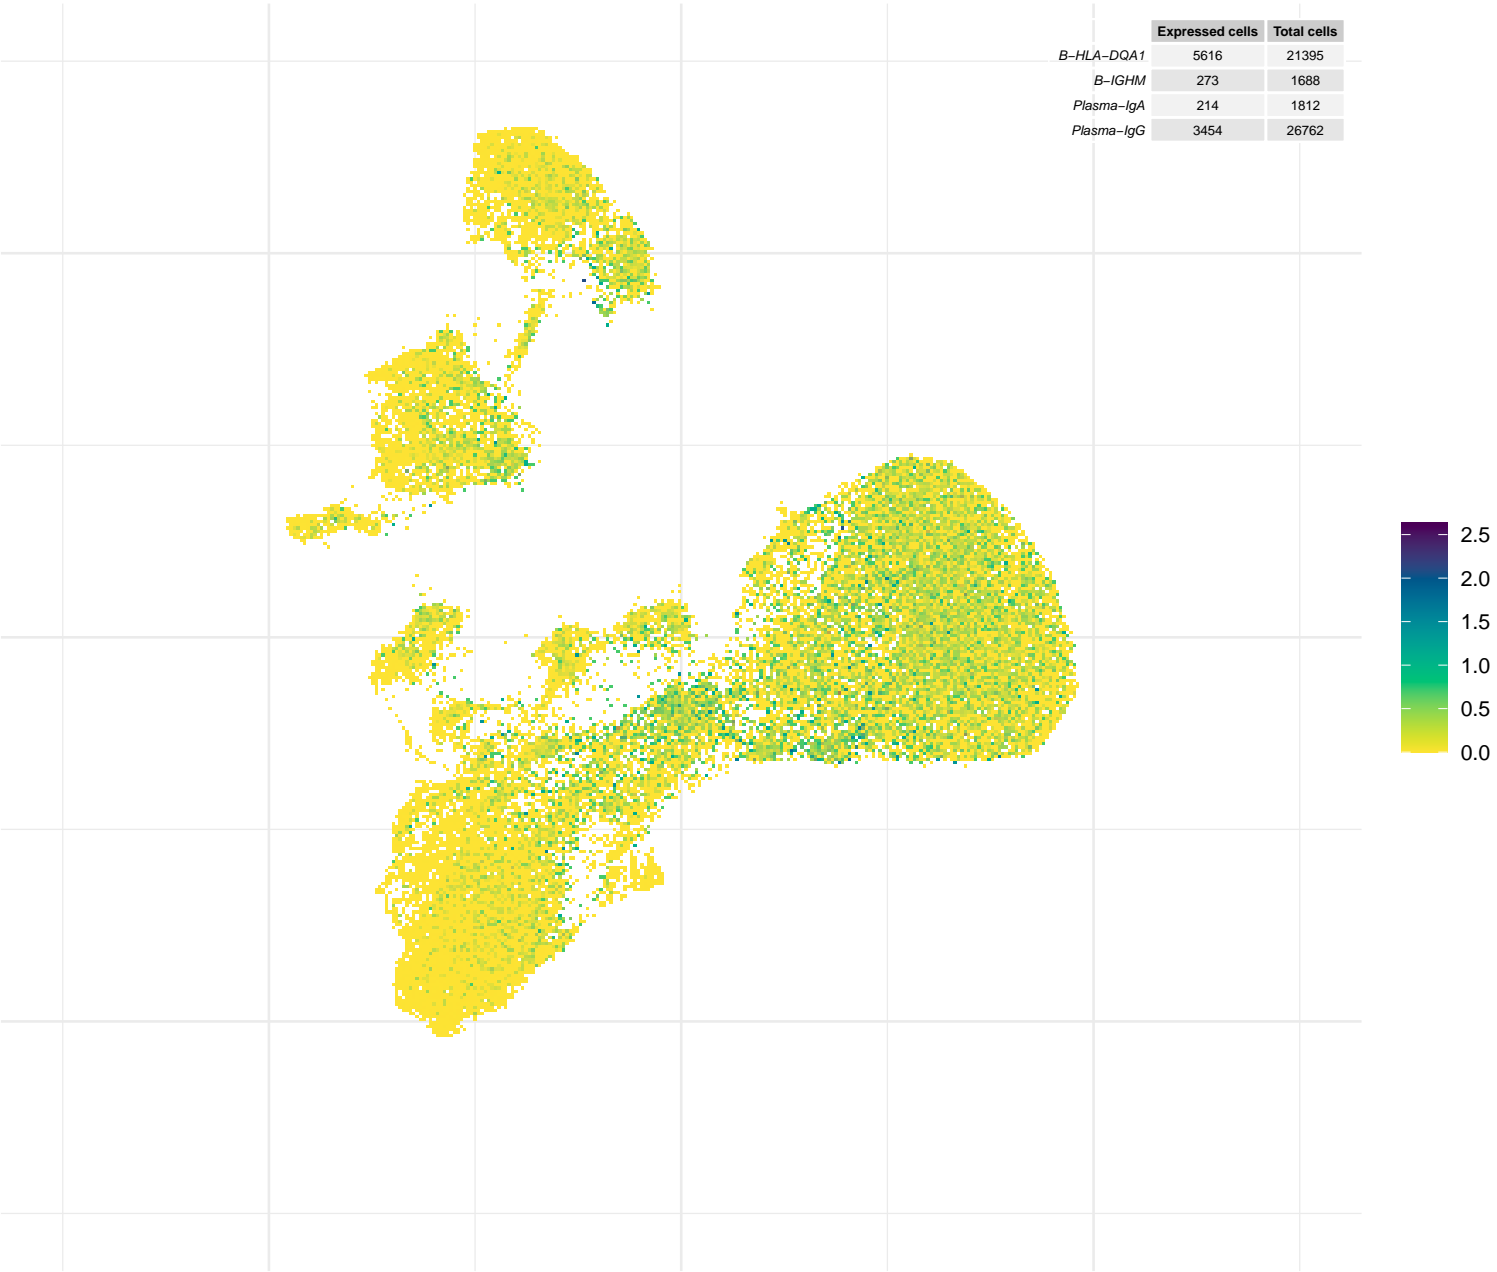 Expressed cells Total cells
B−HLA−DQA1 5616 21395
B−IGHM 273 1688
Plasma−IgA 214 1812
Plasma−IgG 3454 26762
2.5
2.0
1.5
1.0
0.5
0.0